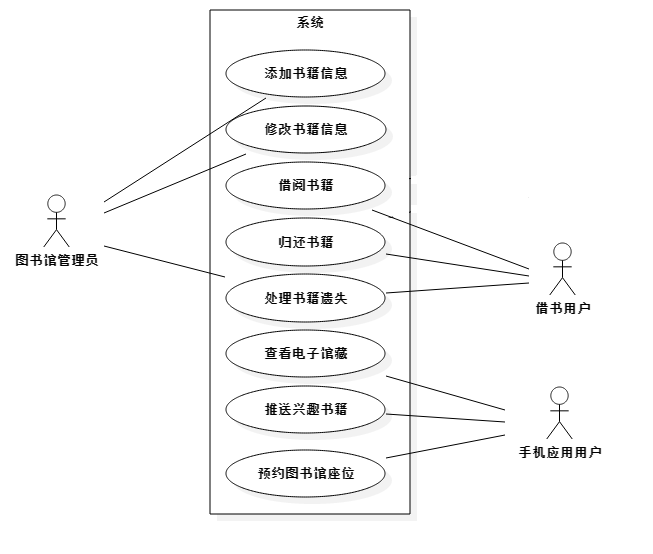 系统
添加书籍信息
修改书籍信息
借阅书籍
归还书籍
处理书籍遗失
查看电子馆藏
推送兴趣书籍
预约图书馆座位
图书馆管理员
借书用户
手机应用用户